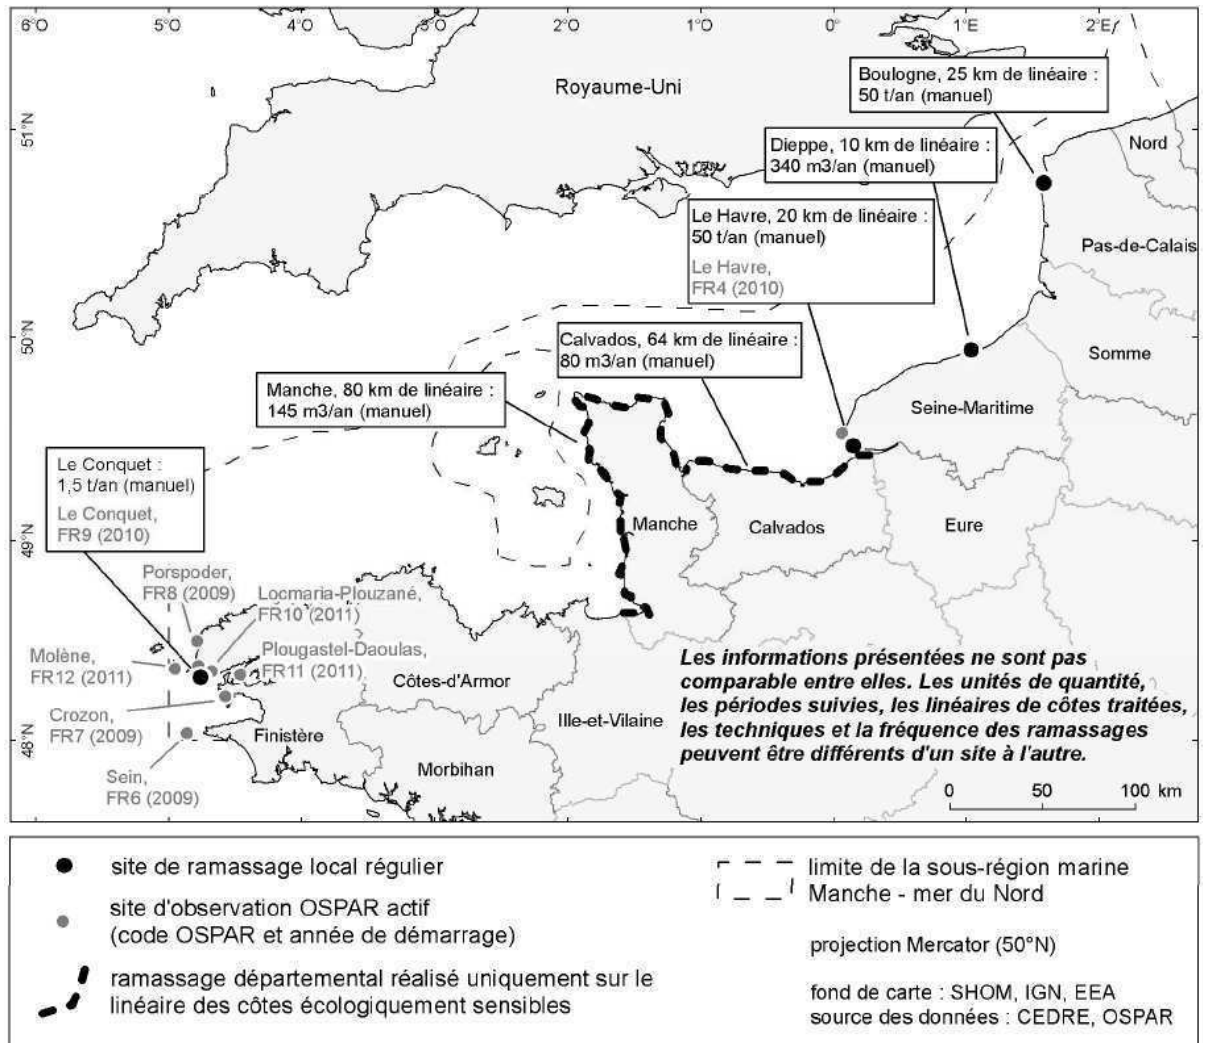 6°O 5°O 4°O 3°O 2°O 1°O 0° 1°E 2°E
Royaume-Uni
Boulogne, 25 km de linéaire :
50 t/an (manuel)
51°N
Nord
Dieppe, 10 km de linéaire :
340 m3/an (manuel)
Le Havre, 20 km de linéaire :
50 t/an (manuel)
Le Havre,
FR4 (2010)
Pas-de-Calais
50°N
Calvados, 64 km de linéaire :
80 m3/an (manuel)
Somme
Manche, 80 km de linéaire :
145 m3/an (manuel)
Seine-Maritime
Le Conquet :
1,5 t/an (manuel)
Le Conquet,
FR9 (2010)
Manche
Calvados
Eure
49°N
Porspoder,
FR8 (2009)
Locmaria-Plouzané,
FR10 (2011)
Molène,
FR12 (2011)
Plougastel-Daoulas,
FR11 (2011)
Côtes-d'Armor
Crozon,
FR7 (2009)
Finistère
Ille-et-Vilaine
48°N
Sein,
FR6 (2009)
Morbihan
Les informations présentées ne sont pas
comparable entre elles. Les unités de quantité,
les périodes suivies, les linéaires de côtes traitées,
les techniques et la fréquence des ramassages
peuvent être différents d'un site à l'autre.
0 50 100 km
site de ramassage local régulier
site d'observation OSPAR actif
(code OSPAR et année de démarrage)
ramassage départemental réalisé uniquement sur le
linéaire des côtes écologiquement sensibles
limite de la sous-région marine
Manche - mer du Nord
projection Mercator (50°N)
fond de carte : SHOM, IGN, EEA
source des données : CEDRE, OSPAR